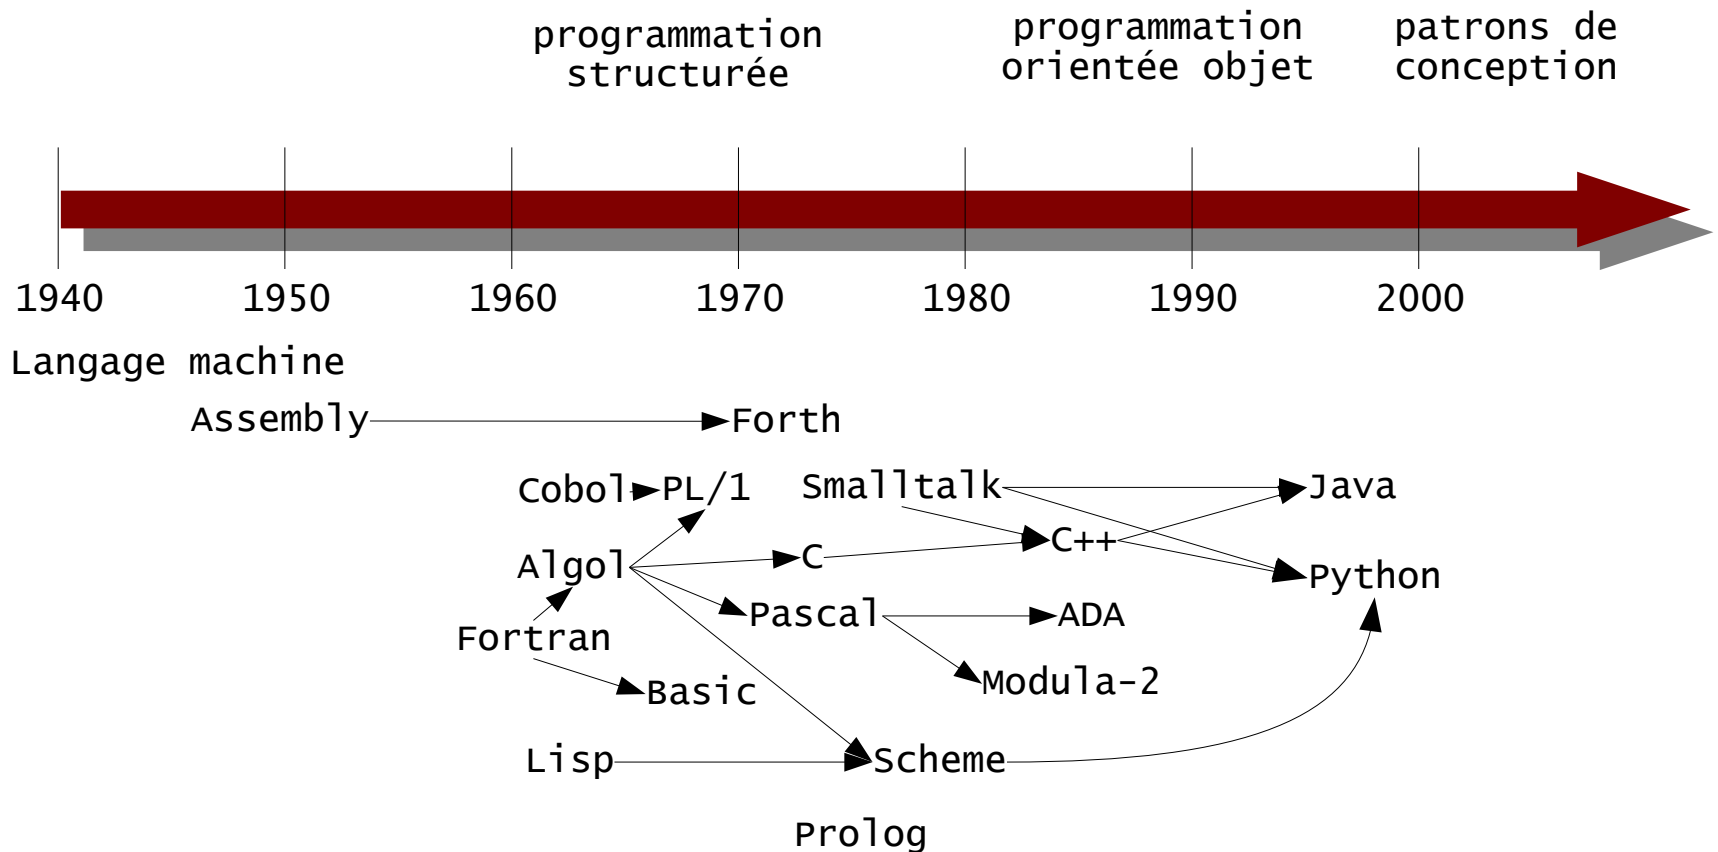 programmation
structurée
programmation
orientée objet
patrons de
conception
1940 1950 1960 1970 1980 1990 2000
Langage machine
Assembly Forth
Cobol PL/1 Smalltalk Java
C++
Algol C Python
Pascal ADA
Fortran
Modula-2
Basic
Lisp Scheme
Prolog